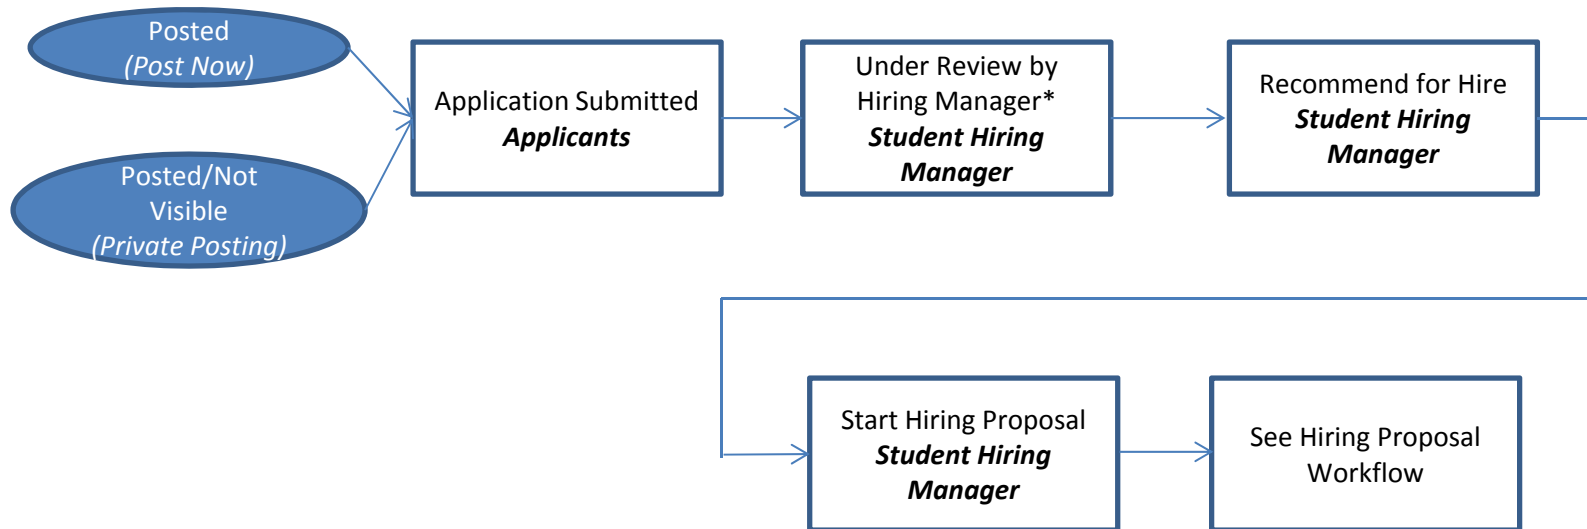 Posted
(Post Now)
Posted/Not
Visible
(Private Posting)
Application Submitted
Applicants
Under Review by
Hiring Manager*
Student Hiring
Manager
Recommend for Hire
Student Hiring
Manager
Start Hiring Proposal
Student Hiring
Manager
See Hiring Proposal
Workflow